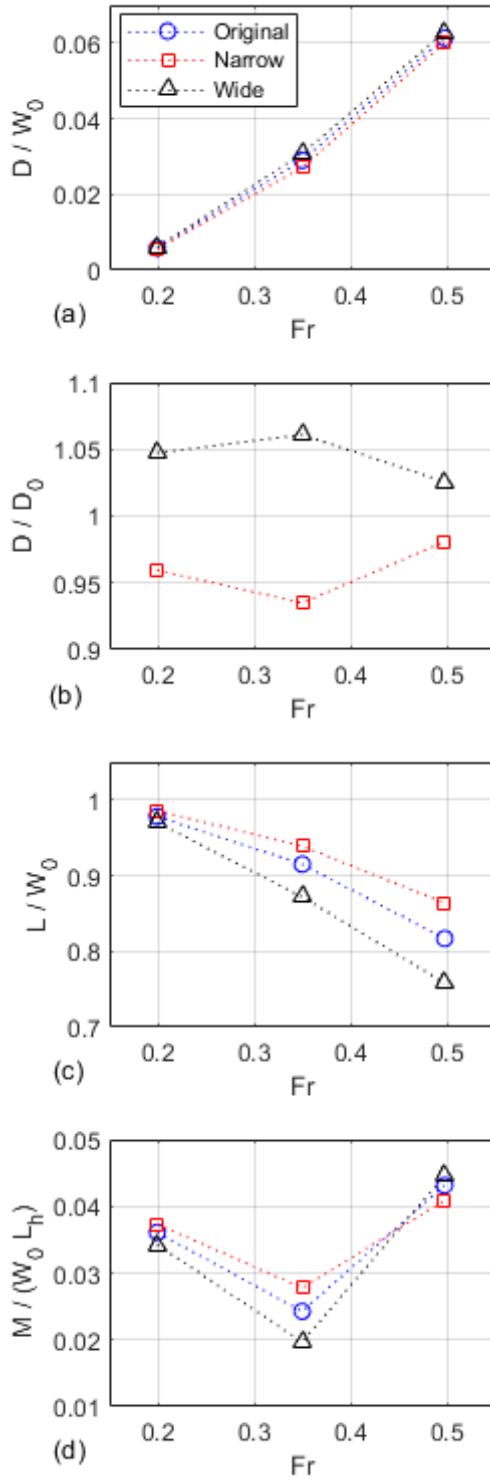 0.06
0.04
0.02
0
D / W0
Original
Narrow
Wide
0.2
0.3
0.4
0.5
(a)
Fr
1.1
1.05
1
0.95
0.9
D / D0
0.2
0.3
0.4
0.5
(b)
Fr
1
0.9
0.8
0.7
L / W0
0.2
0.3
0.4
0.5
(c)
Fr
0.05
0.04
0.03
0.02
0.01
M / (W0 Lh)
0.2
0.3
0.4
0.5
(d)
Fr